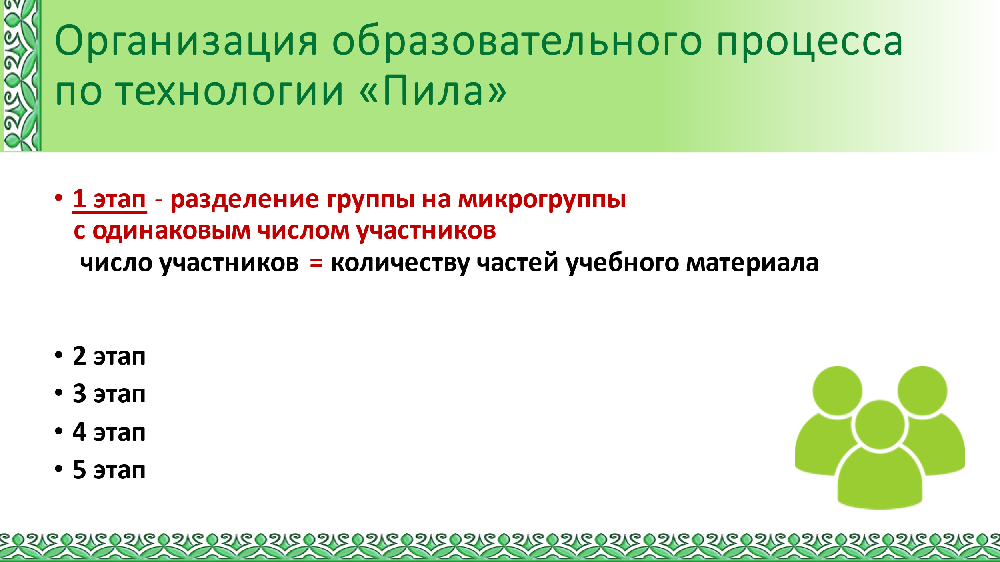 Организация образовательного процесса
по технологии «Пила»
• 1 этап - разделение группы на микрогруппы
с одинаковым числом участников
число участников = количеству частей учебного материала
• 2 этап
• 3 этап
• 4 этап
• 5 этап